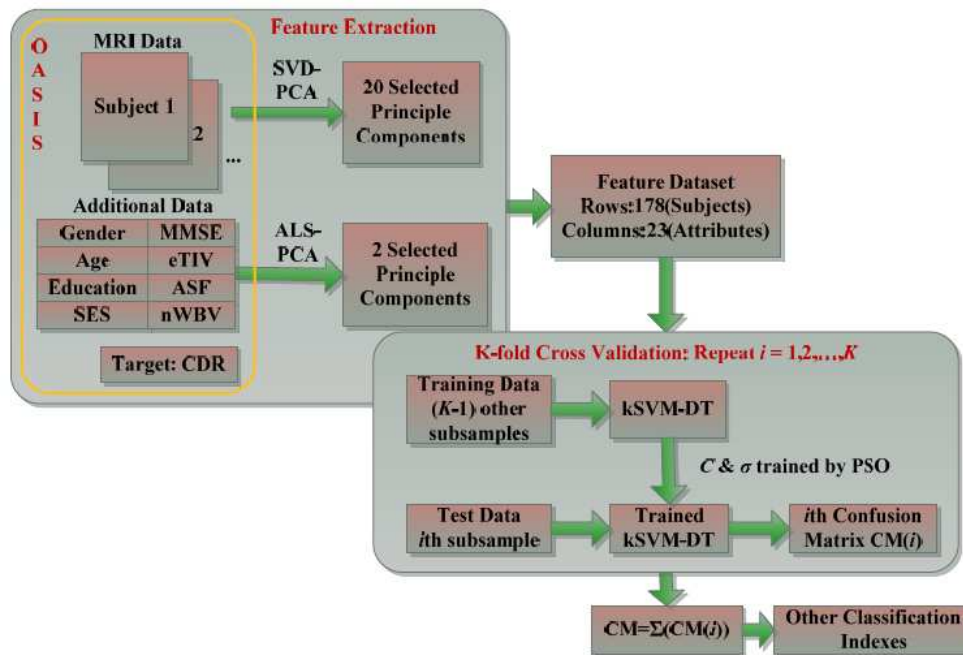 OASIS
Feature Extraction
MRI Data
Subject 1
2
...
SVD-
PCA
20 Selected
Principle
Components
Additional Data
Gender MMSE
Age eTIV
Education ASF
SES nWBV
ALS-
PCA
2 Selected
Principle
Components
Target: CDR
Feature Dataset
Rows:178(Subjects)
Columns:23(Attributes)
K-fold Cross Validation: Repeat i = 1,2,...,K
Training Data
(K-1) other
subsamples
kSVM-DT
C & σ trained by PSO
Test Data
ith subsample
Trained
kSVM-DT
ith Confusion
Matrix CM(i)
CM=Σ(CM(i))
Other Classification
Indexes